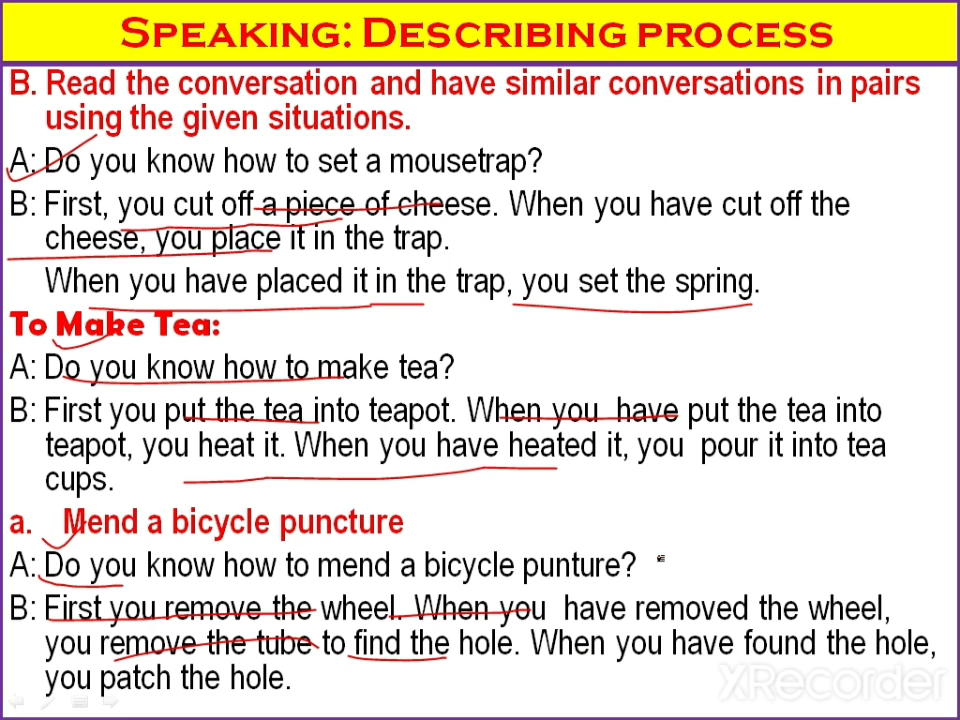 SPEAKING: DESCRIBING PROCESS
B. Read the conversation and have similar conversations in pairs
using the given situations.
A: Do you know how to set a mousetrap?
B: First, you cut off a piece of cheese. When you have cut off the
cheese, you place it in the trap.
When you have placed it in the trap, you set the spring.
To Make Tea:
A: Do you know how to make tea?
B: First you put the tea into teapot. When you have put the tea into
teapot, you heat it. When you have heated it, you pour it into tea
cups.
a. Mend a bicycle puncture
A: Do you know how to mend a bicycle punture?
B: First you remove the wheel. When you have removed the wheel,
you remove the tube to find the hole. When you have found the hole,
you patch the hole.
XRecorder